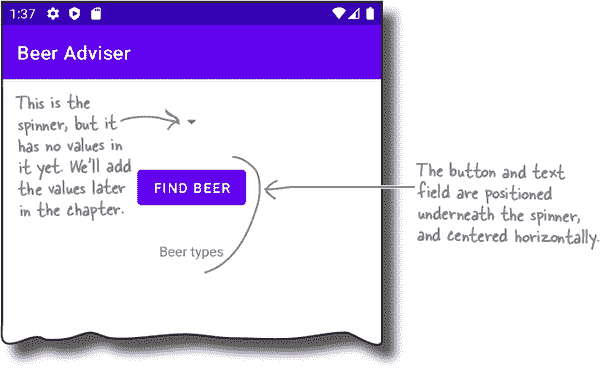 1:37
Beer Adviser
This is the
spinner, but it
has no values in
it yet. We'll add
the values later
in the chapter.
FIND BEER
Beer types
The button and text
field are positioned
underneath the spinner,
and centered horizontally.